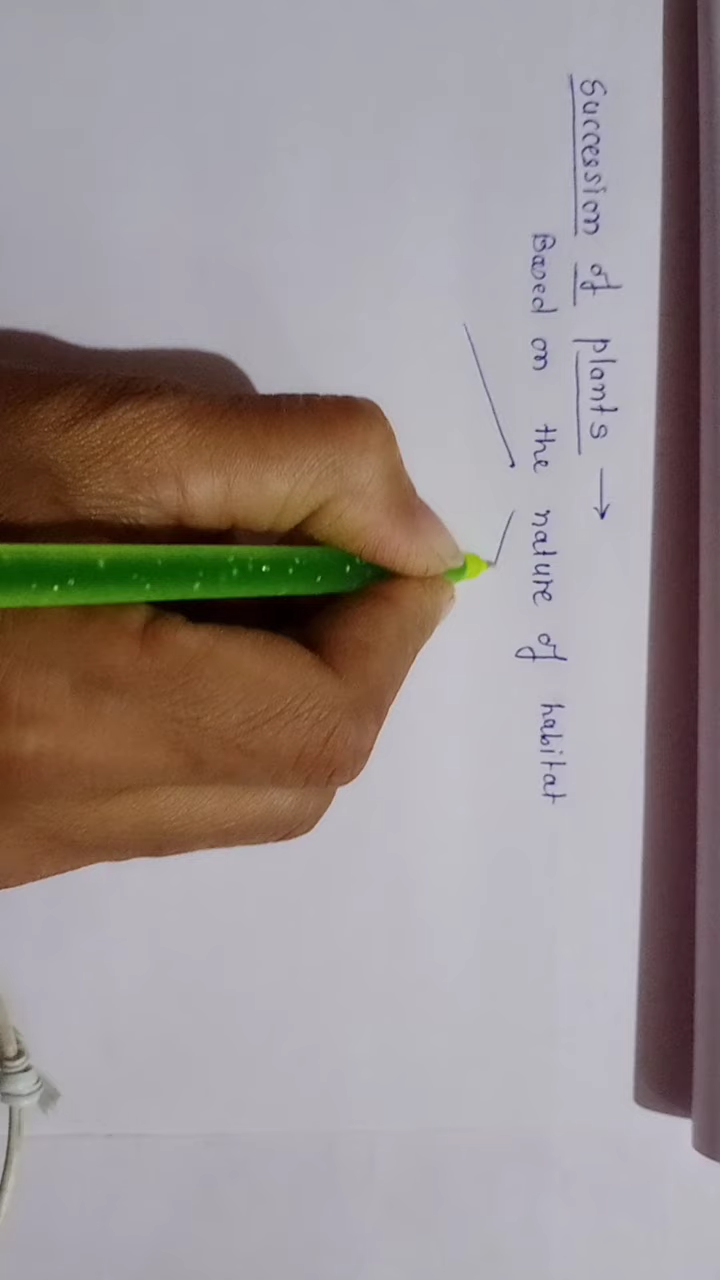 Succession of plants →
Based on the nature of habitat